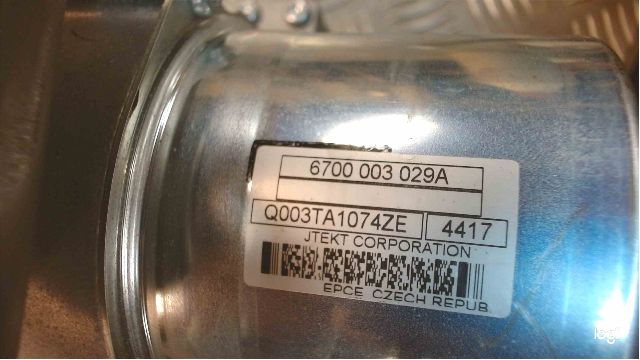 6700 003 029A
Q003TA1074ZE 4417
JTEKT CORPORATION
EPCE CZECH REPUB.